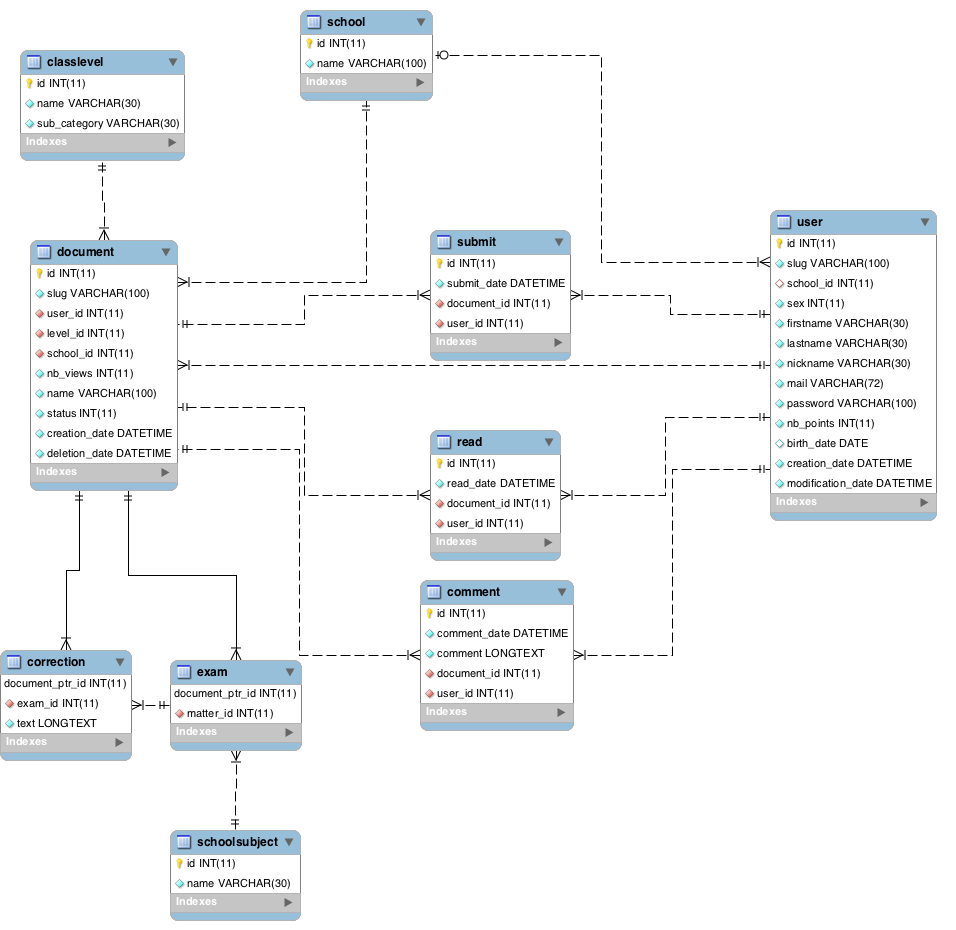 school
id INT(11)
name VARCHAR(100)
Indexes
classlevel
id INT(11)
name VARCHAR(30)
sub_category VARCHAR(30)
Indexes
document
id INT(11)
slug VARCHAR(100)
user_id INT(11)
level_id INT(11)
school_id INT(11)
nb_views INT(11)
name VARCHAR(100)
status INT(11)
creation_date DATETIME
deletion_date DATETIME
Indexes
submit
id INT(11)
submit_date DATETIME
document_id INT(11)
user_id INT(11)
Indexes
user
id INT(11)
slug VARCHAR(100)
school_id INT(11)
sex INT(11)
firstname VARCHAR(30)
lastname VARCHAR(30)
nickname VARCHAR(30)
mail VARCHAR(72)
password VARCHAR(100)
nb_points INT(11)
birth_date DATE
creation_date DATETIME
modification_date DATETIME
Indexes
read
id INT(11)
read_date DATETIME
document_id INT(11)
user_id INT(11)
Indexes
comment
id INT(11)
comment_date DATETIME
comment LONGTEXT
document_id INT(11)
user_id INT(11)
Indexes
correction
document_ptr_id INT(11)
exam_id INT(11)
text LONGTEXT
Indexes
exam
document_ptr_id INT(11)
matter_id INT(11)
Indexes
schoolsubject
id INT(11)
name VARCHAR(30)
Indexes